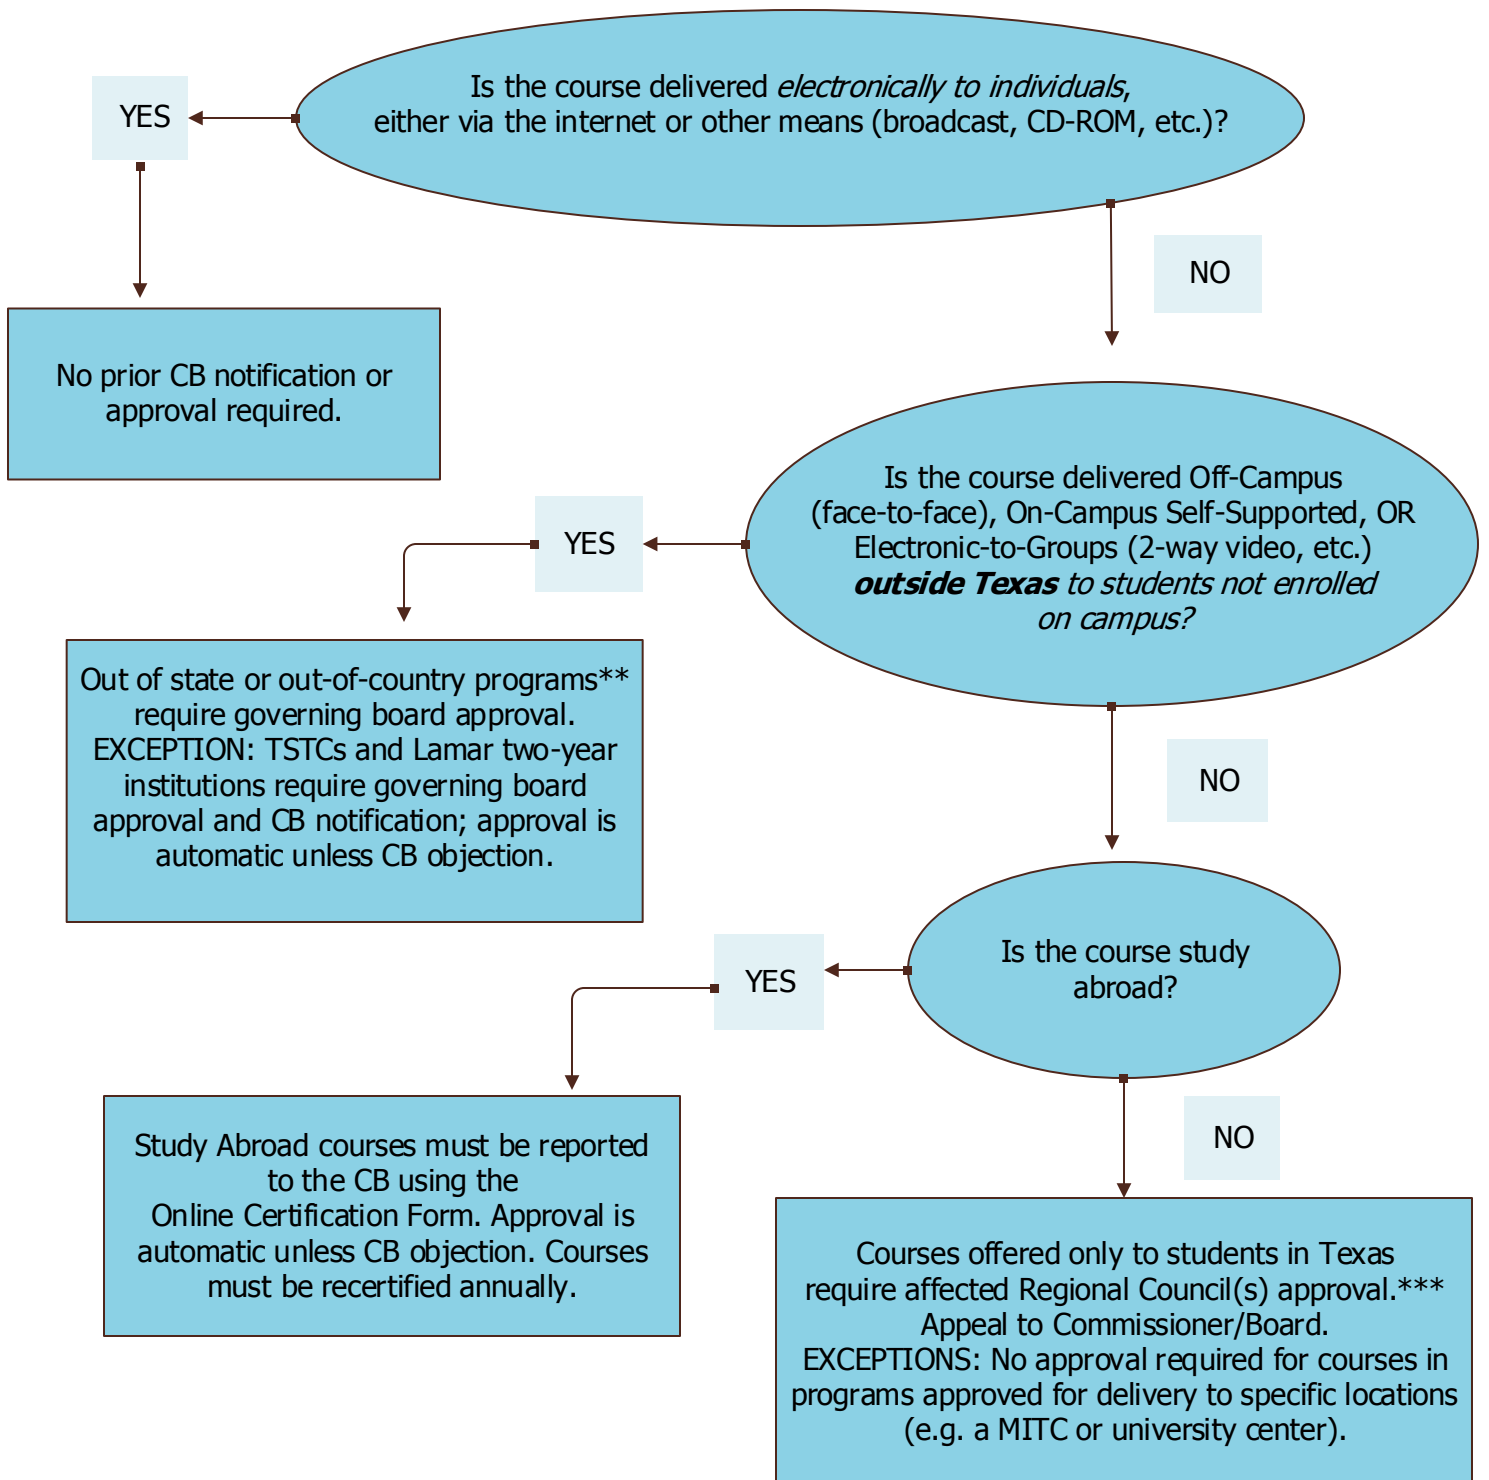 Is the course delivered electronically to individuals,
either via the internet or other means (broadcast, CD-ROM, etc.)?
YES
NO
No prior CB notification or
approval required.
Is the course delivered Off-Campus
(face-to-face), On-Campus Self-Supported, OR
Electronic-to-Groups (2-way video, etc.)
outside Texas to students not enrolled
on campus?
YES
Out of state or out-of-country programs**
require governing board approval.
EXCEPTION: TSTCs and Lamar two-year
institutions require governing board
approval and CB notification; approval is
automatic unless CB objection.
NO
Is the course study
abroad?
YES
Study Abroad courses must be reported
to the CB using the
Online Certification Form. Approval is
automatic unless CB objection. Courses
must be recertified annually.
NO
Courses offered only to students in Texas
require affected Regional Council(s) approval.***
Appeal to Commissioner/Board.
EXCEPTIONS: No approval required for courses in
programs approved for delivery to specific locations
(e.g. a MITC or university center).